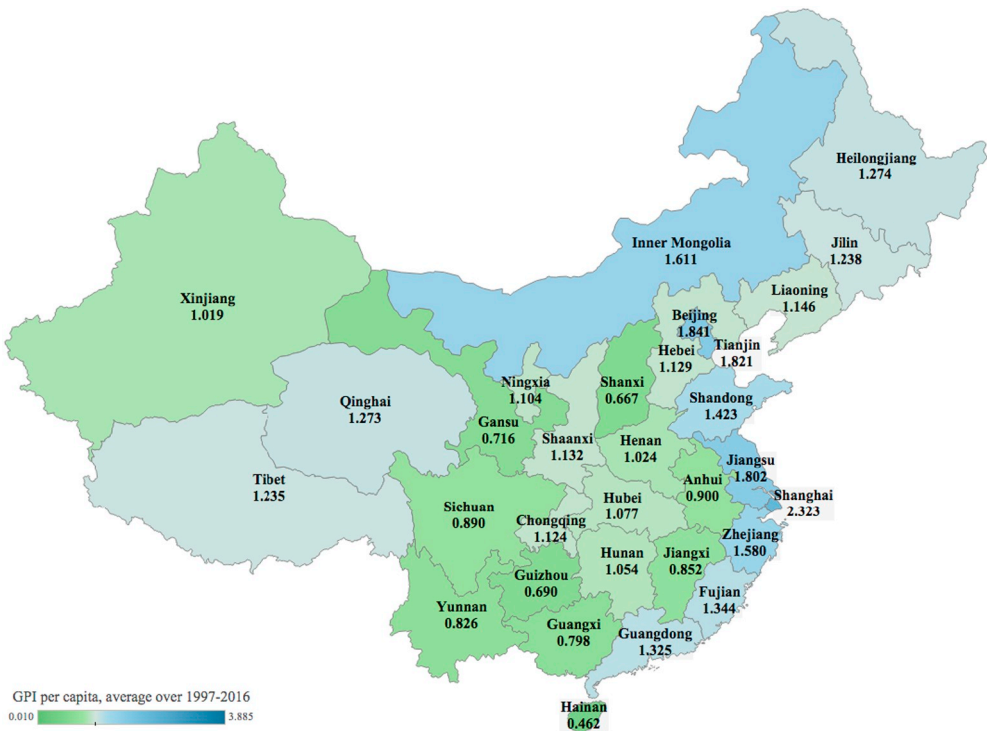 Heilongjiang
1.274
Inner Mongolia
1.611
Jilin
1.238
Liaoning
1.146
Xinjiang
1.019
Beijing
1.841
Tianjin
1.821
Hebei
1.129
Ningxia
1.104
Shanxi
0.667
Shandong
1.423
Qinghai
1.273
Gansu
0.716
Shaanxi
1.132
Henan
1.024
Jiangsu
1.802
Tibet
1.235
Anhui
0.900
Shanghai
2.323
Sichuan
0.890
Hubei
1.077
Chongqing
1.124
Zhejiang
1.580
Hunan
1.054
Jiangxi
0.852
Guizhou
0.690
Fujian
1.344
Yunnan
0.826
Guangxi
0.798
Guangdong
1.325
GPI per capita, average over 1997-2016
0.010
3.885
Hainan
0.462